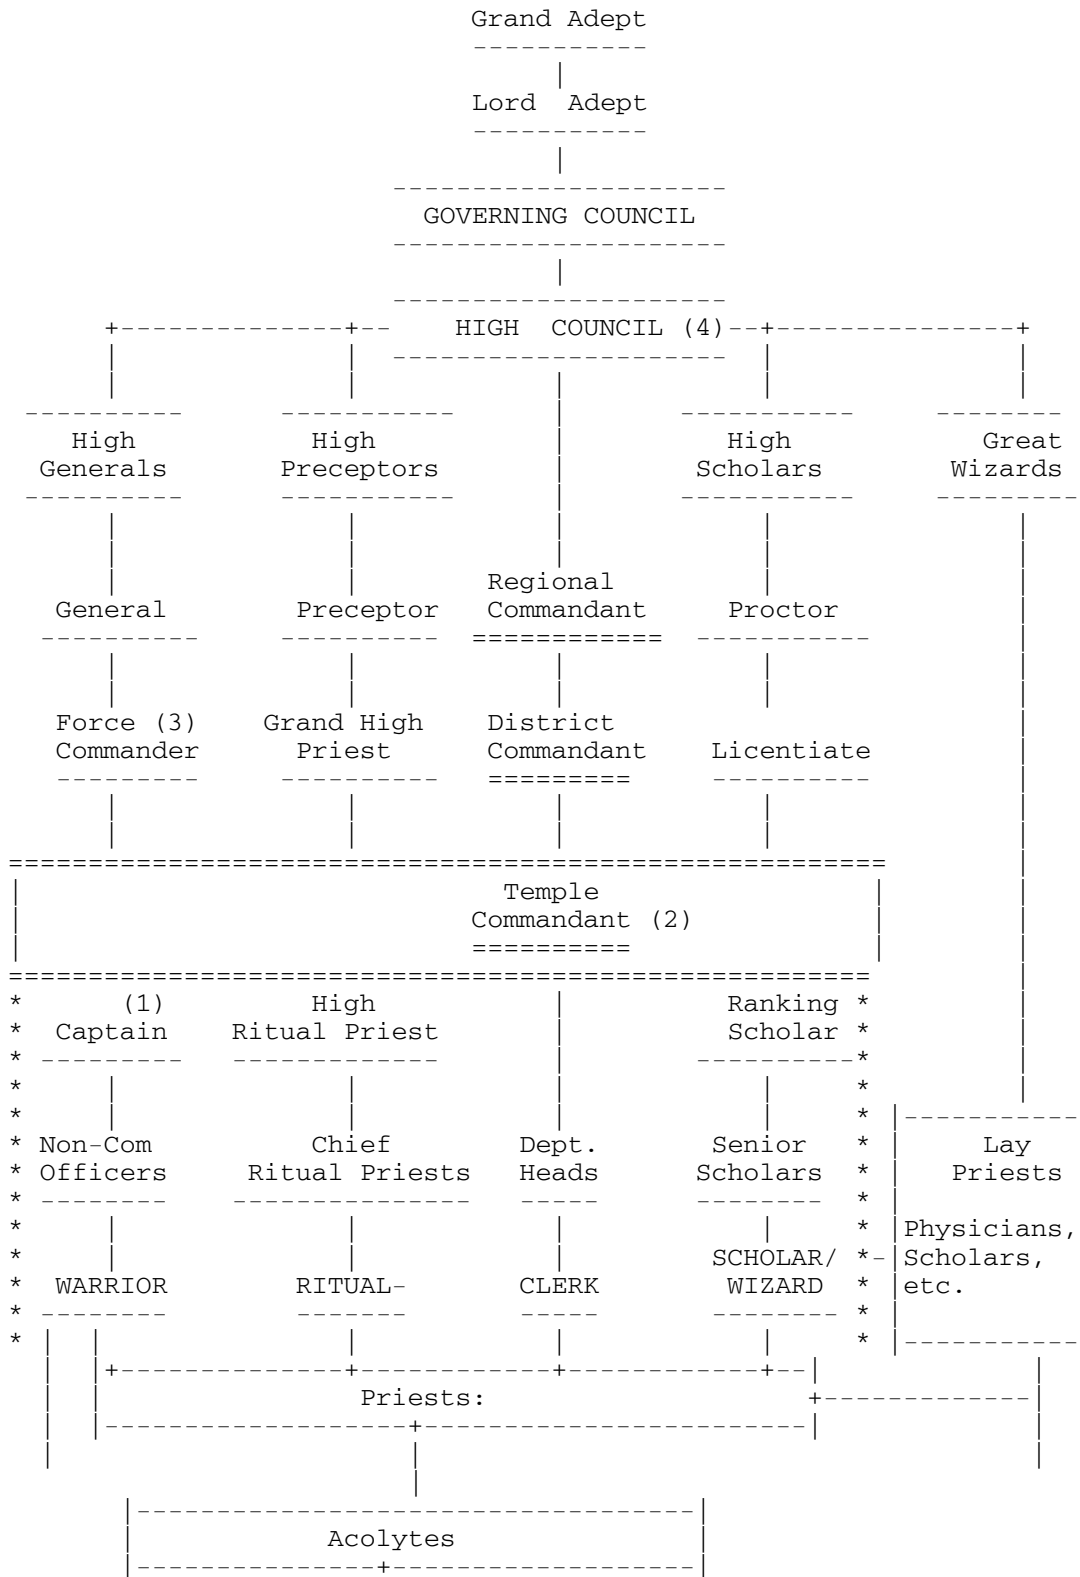 Grand Adept
Lord Adept
GOVERNING COUNCIL
HIGH COUNCIL (4)
High High High Great
Generals Preceptors Scholars Wizards
Regional
General Preceptor Commandant Proctor
Force (3) Grand High District
Commander Priest Commandant Licentiate
Temple
Commandant (2)
(1) High Ranking
Captain Ritual Priest Scholar
Non-Com Chief Dept. Senior Lay
Officers Ritual Priests Heads Scholars Priests
Physicians,
SCHOLAR/ Scholars,
WARRIOR RITUAL- CLERK WIZARD etc.
Priests:
Acolytes